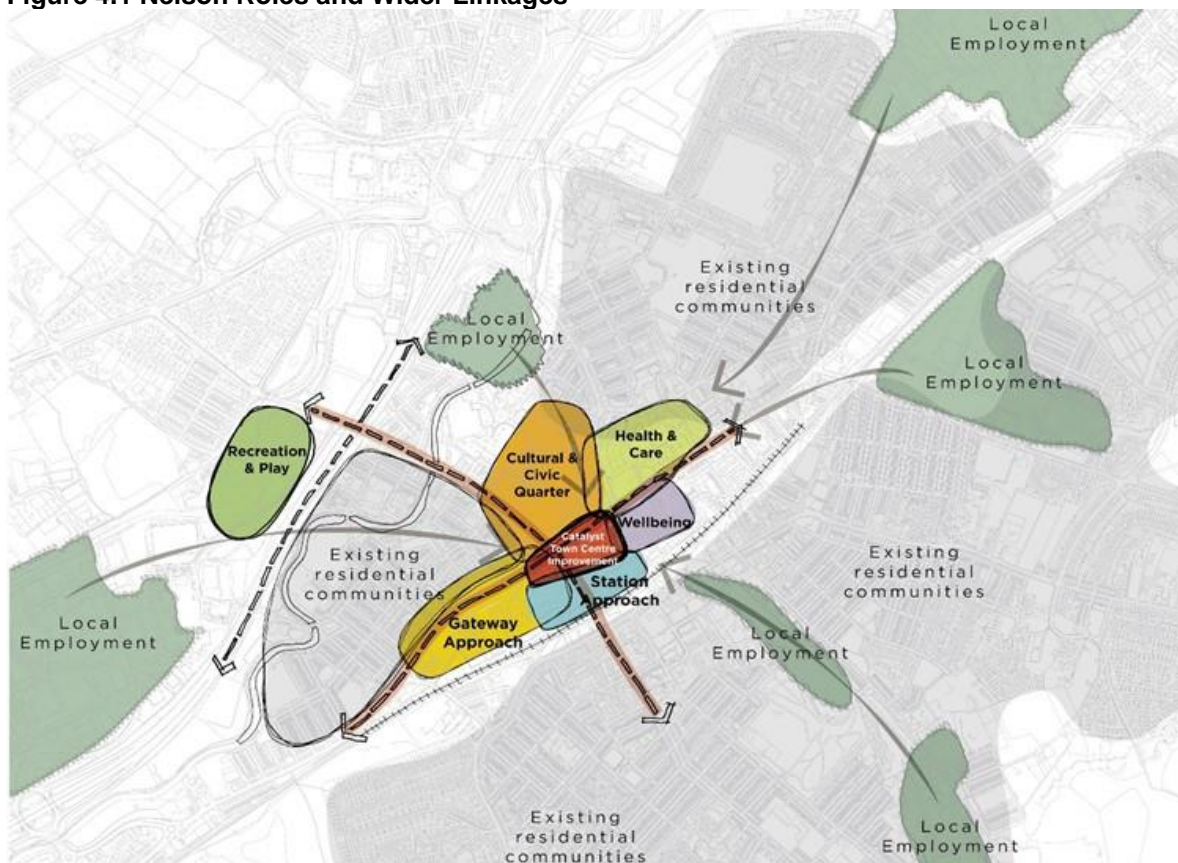 Figure 4.1 Nelson Roles and Wider Linkages
Local
Employment
Existing
residential
communities
Local
Employment
Local
Employment
Recreation
& Play
Cultural &
Civic
Quarter
Health &
Care
Wellbeing
Catalyst
Town Centre
Improvement
Station
Approach
Gateway
Approach
Existing
residential
communities
Existing
residential
communities
Local
Employment
Local
Employment
Existing
residential
communities
Local
Employment